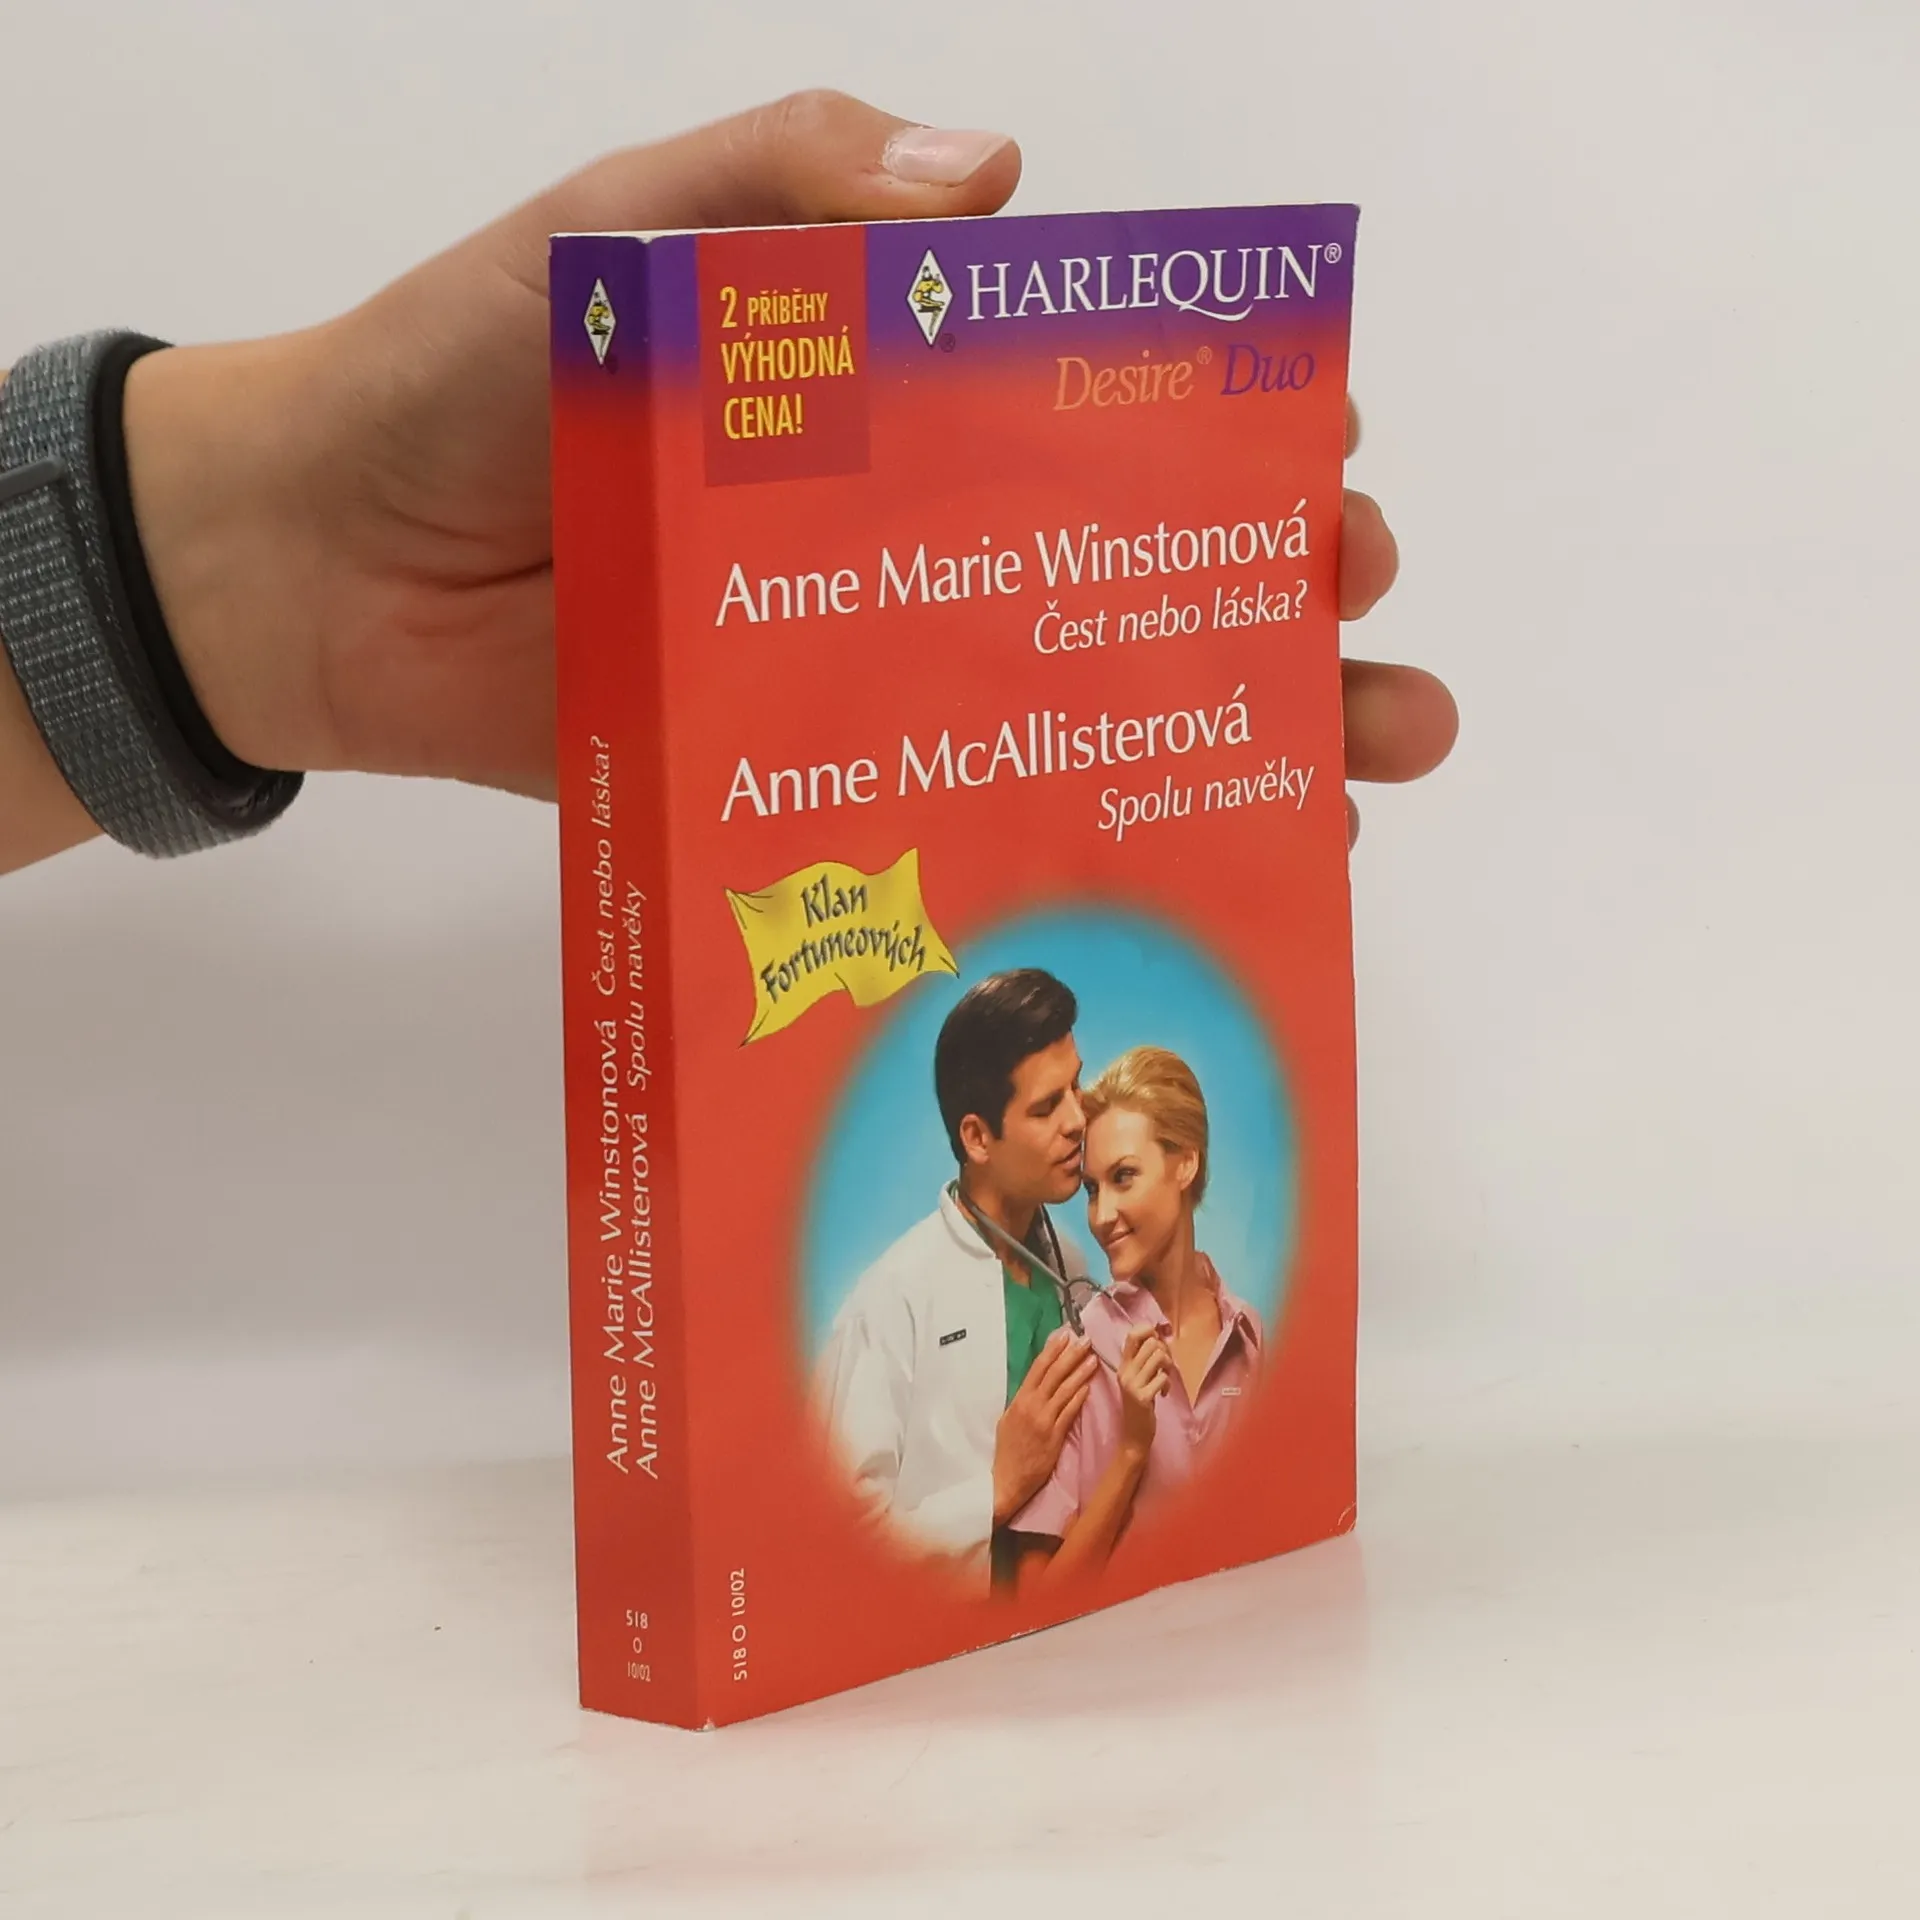 2 PŘÍBĚHY
VÝHODNÁ
CENA!
HARLEQUIN®
Desire® Duo
Anne Marie Winstonová
Čest nebo láska?
Anne McAllisterová
Spolu navěky
Klan
Fortuneových
518 O 10/02
Anne Marie Winstonová Čest nebo láska?
Anne McAllisterová Spolu navěky
518
O
10/02